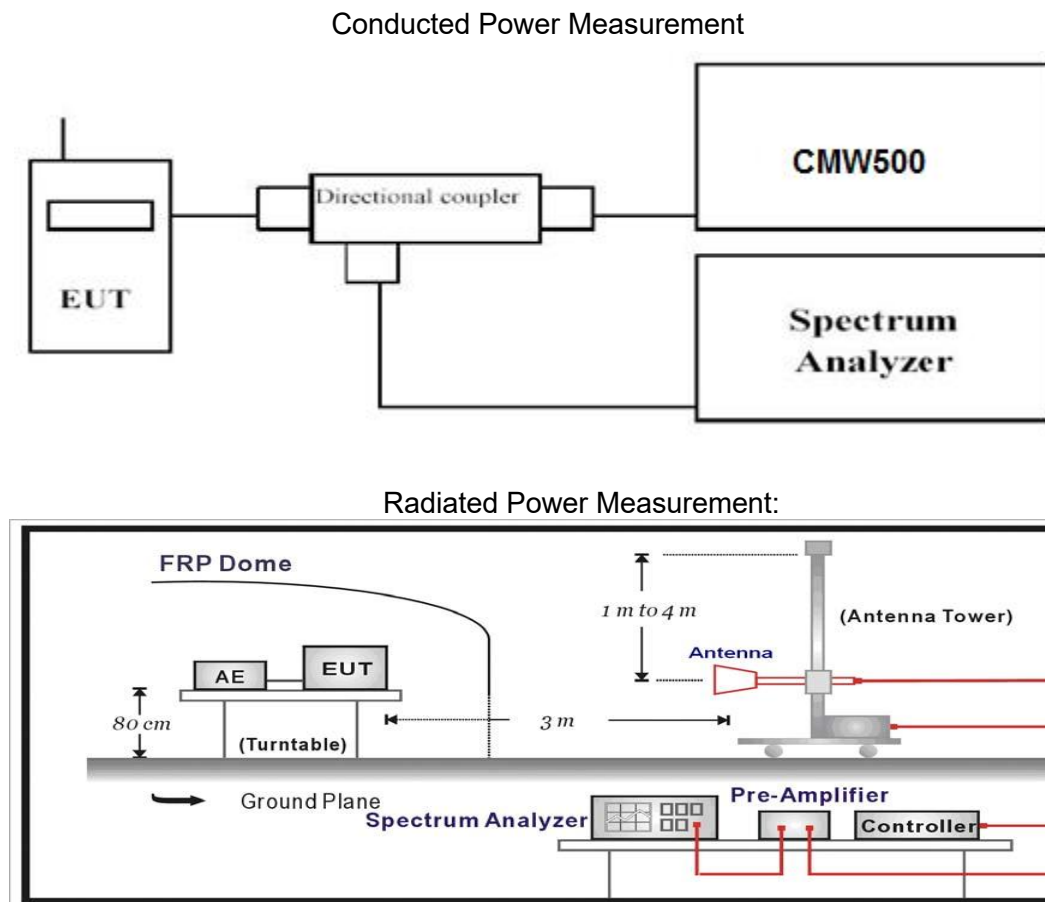 Conducted Power Measurement
CMW500
Directional coupler
EUT
Spectrum
Analyzer
Radiated Power Measurement:
FRP Dome
1 m to 4 m
(Antenna Tower)
Antenna
AE
EUT
80 cm
3 m
(Turntable)
Ground Plane
Pre-Amplifier
Spectrum Analyzer
Controller